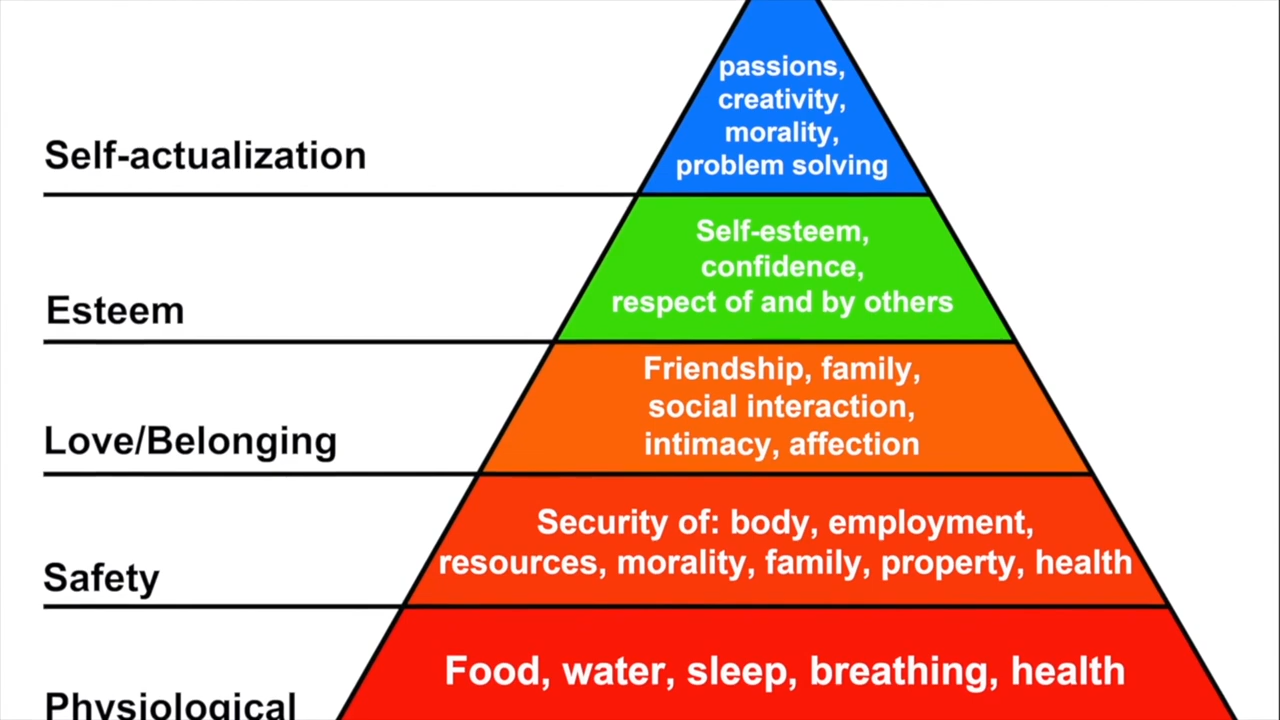 passions,
creativity,
morality,
problem solving
Self-actualization
Self-esteem,
confidence,
respect of and by others
Esteem
Friendship, family,
social interaction,
intimacy, affection
Love/Belonging
Security of: body, employment,
resources, morality, family, property, health
Safety
Food, water, sleep, breathing, health
Physiological